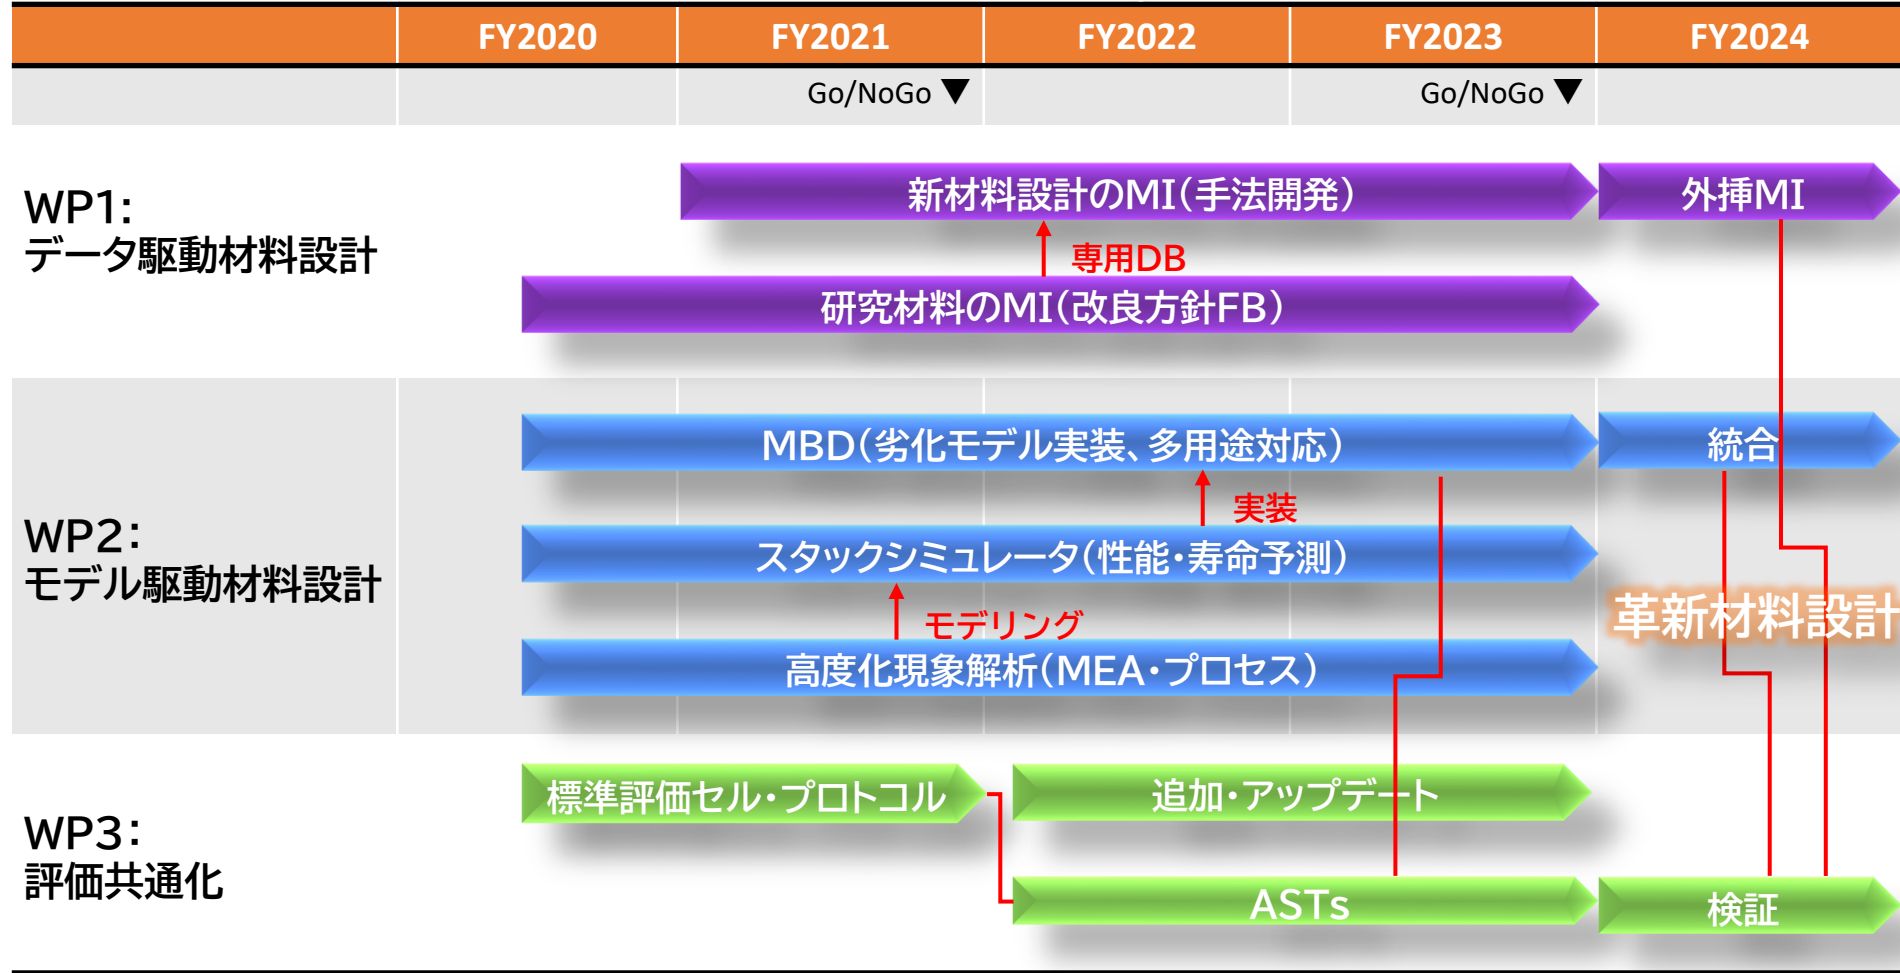 FY2020 FY2021 FY2022 FY2023 FY2024
Go/NoGo ▼ Go/NoGo ▼
WP1:
データ駆動材料設計
新材料設計のMI(手法開発)
外挿MI
専用DB
研究材料のMI(改良方針FB)
WP2:
モデル駆動材料設計
MBD(劣化モデル実装、多用途対応)
統合
実装
スタックシミュレータ(性能・寿命予測)
モデリング
高度化現象解析(MEA・プロセス)
革新材料設計
WP3:
評価共通化
標準評価セル・プロトコル
追加・アップデート
ASTs
検証